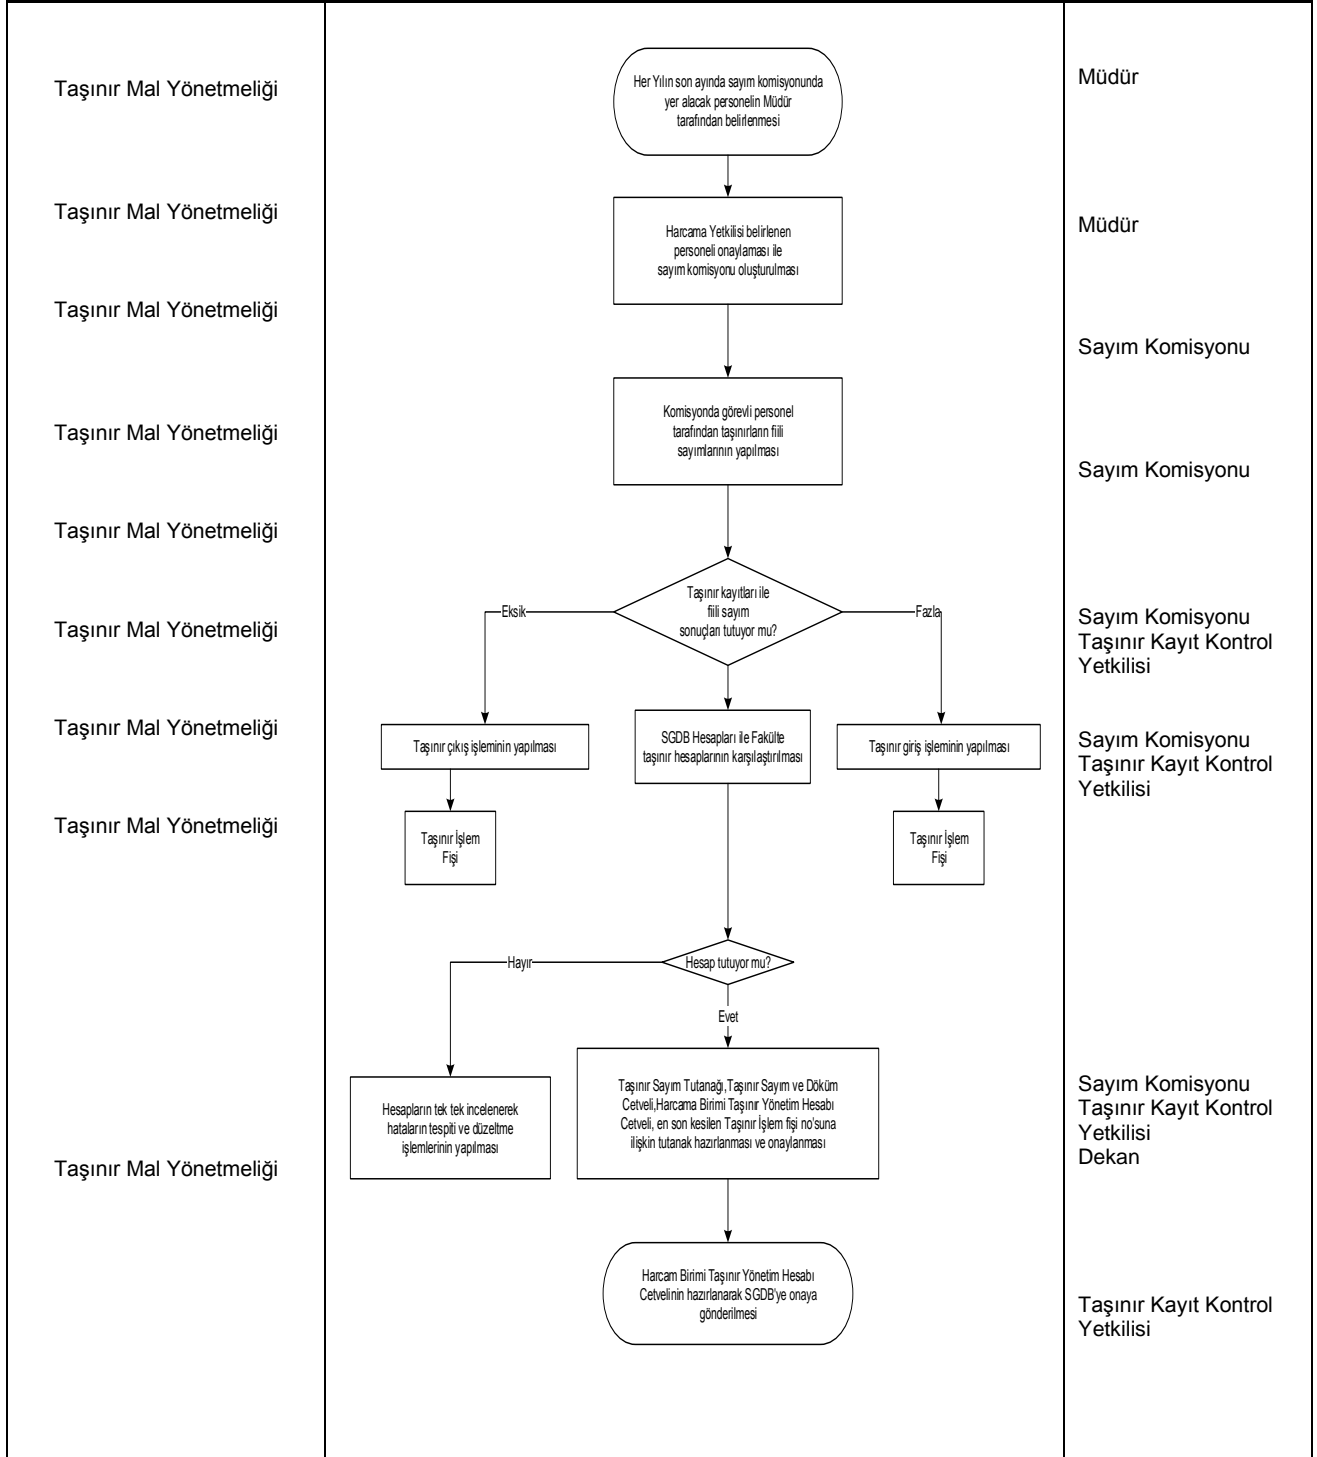 Taşınır Mal Yönetmeliği
Taşınır Mal Yönetmeliği
Taşınır Mal Yönetmeliği
Taşınır Mal Yönetmeliği
Taşınır Mal Yönetmeliği
Taşınır Mal Yönetmeliği
Taşınır Mal Yönetmeliği
Taşınır Mal Yönetmeliği
Taşınır Mal Yönetmeliği
Her Yılın son ayında sayım komisyonunda
yer alacak personelin Müdür
tarafından belirlenmesi
Harcama Yetkilisi belirlenen
personeli onaylaması ile
sayım komisyonu oluşturulması
Komisyonda görevli personel
tarafından taşınırların fiili
sayımlarının yapılması
Taşınır kayıtları ile
fiili sayım
sonuçları tutuyor mu?
Eksik
Fazla
Taşınır çıkış işleminin yapılması
SGDB Hesapları ile Fakülte
taşınır hesaplarının karşılaştırılması
Taşınır giriş işleminin yapılması
Taşınır İşlem
Fişi
Taşınır İşlem
Fişi
Hesap tutuyor mu?
Hayır
Evet
Hesapların tek tek incelenerek
hataların tespiti ve düzeltme
işlemlerinin yapılması
Taşınır Sayım Tutanağı,Taşınır Sayım ve Döküm
Cetveli,Harcama Birimi Taşınır Yönetim Hesabı
Cetveli, en son kesilen Taşınır İşlem fişi no'suna
ilişkin tutanak hazırlanması ve onaylanması
Harcam Birimi Taşınır Yönetim Hesabı
Cetvelinin hazırlanarak SGDB'ye onaya
gönderilmesi
Müdür
Müdür
Sayım Komisyonu
Sayım Komisyonu
Sayım Komisyonu
Taşınır Kayıt Kontrol
Yetkilisi
Sayım Komisyonu
Taşınır Kayıt Kontrol
Yetkilisi
Sayım Komisyonu
Taşınır Kayıt Kontrol
Yetkilisi
Dekan
Taşınır Kayıt Kontrol
Yetkilisi